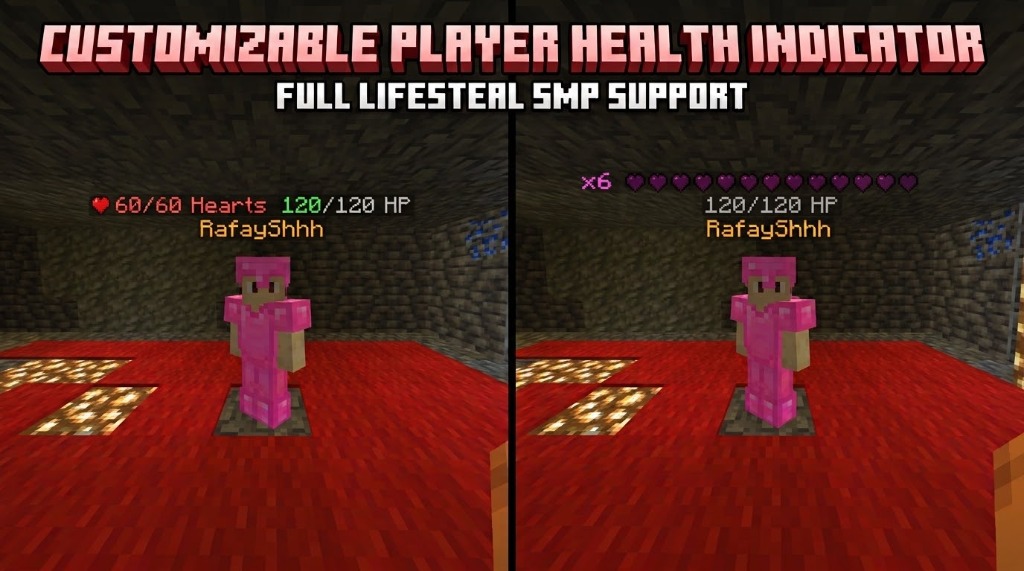 CUSTOMIZABLE PLAYER HEALTH INDICATOR
FULL LIFESTEAL SMP SUPPORT
60/60 Hearts 120/120 HP
RafayShhh
x6
120/120 HP
RafayShhh